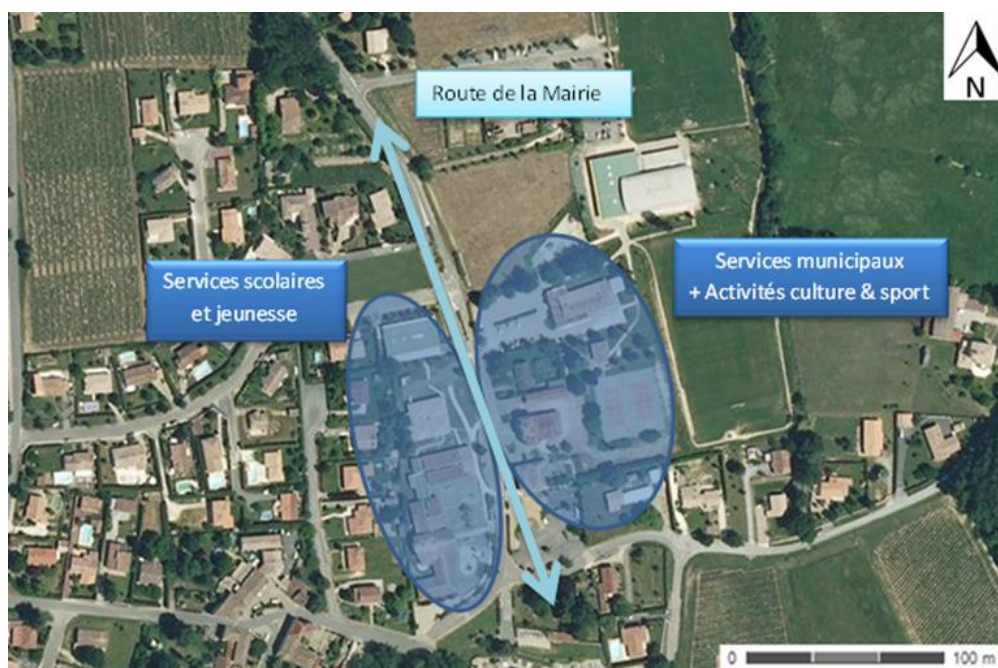 N
Route de la Mairie
Services scolaires
et jeunesse
Services municipaux
+ Activités culture & sport
0 100 m